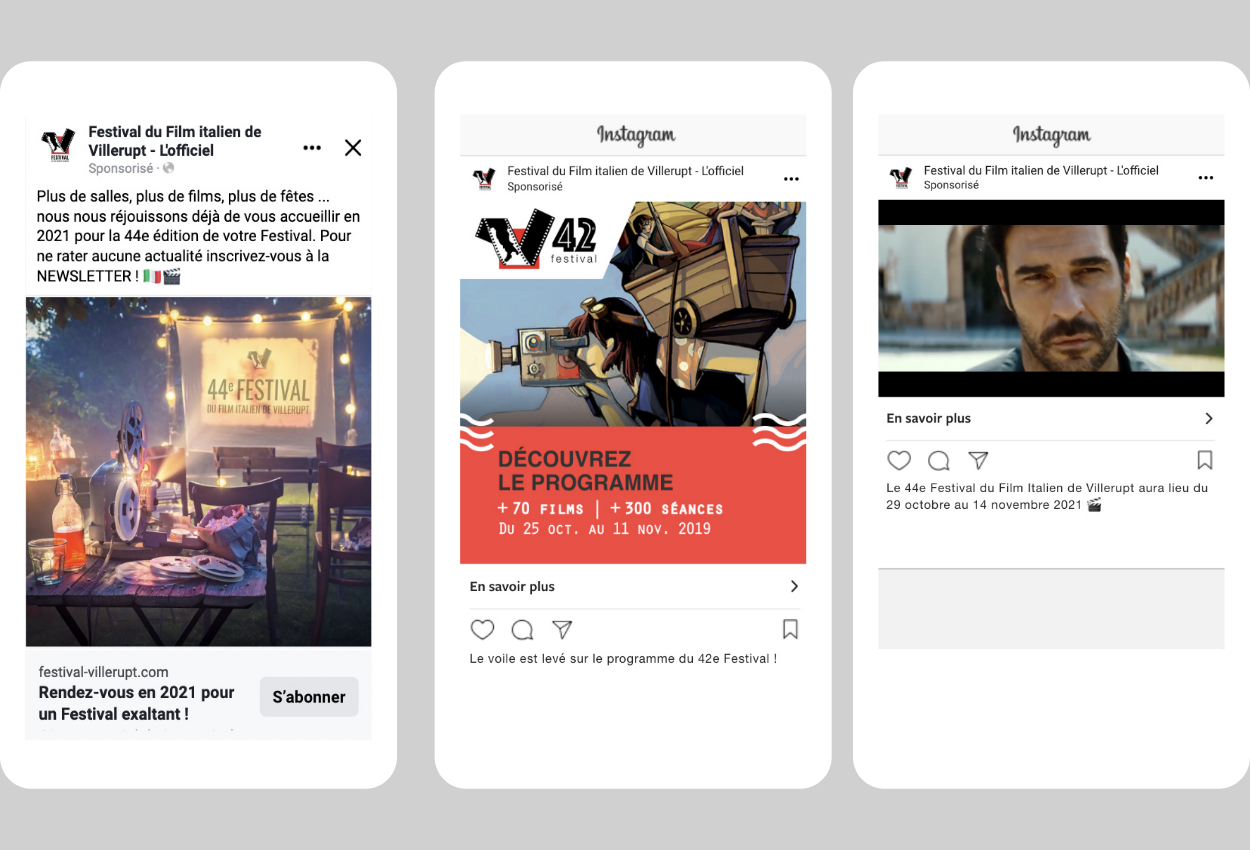 Festival du Film italien de
Villerupt - L'officiel
Sponsorisé ·
Plus de salles, plus de films, plus de fêtes ...
nous nous réjouissons déjà de vous accueillir en
2021 pour la 44e édition de votre Festival. Pour
ne rater aucune actualité inscrivez-vous à la
NEWSLETTER ! 🇮🇹🎬
44e FESTIVAL
DU FILM ITALIEN DE VILLERUPT
festival-villerupt.com
Rendez-vous en 2021 pour
un Festival exaltant !
S'abonner
Instagram
Festival du Film italien de Villerupt - L'officiel
Sponsorisé
42
festival
DÉCOUVREZ
LE PROGRAMME
+70 FILMS | +300 SÉANCES
DU 25 OCT. AU 11 NOV. 2019
En savoir plus
Le voile est levé sur le programme du 42e Festival !
Instagram
Festival du Film italien de Villerupt - L'officiel
Sponsorisé
En savoir plus
Le 44e Festival du Film Italien de Villerupt aura lieu du
29 octobre au 14 novembre 2021 🎬